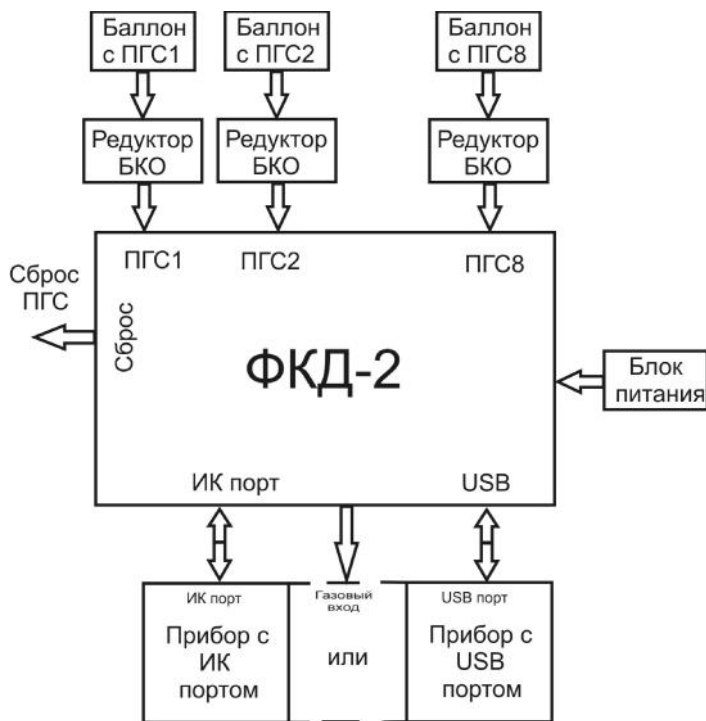 Баллон
с ПГС1
Баллон
с ПГС2
Баллон
с ПГС8
Редуктор
БКО
Редуктор
БКО
Редуктор
БКО
ПГС1
ПГС2
ПГС8
Сброс
ПГС
Сброс
ФКД-2
Блок
питания
ИК порт
USB
ИК порт
Прибор с
ИК
портом
Газовый
вход
или
USB порт
Прибор с
USB
портом